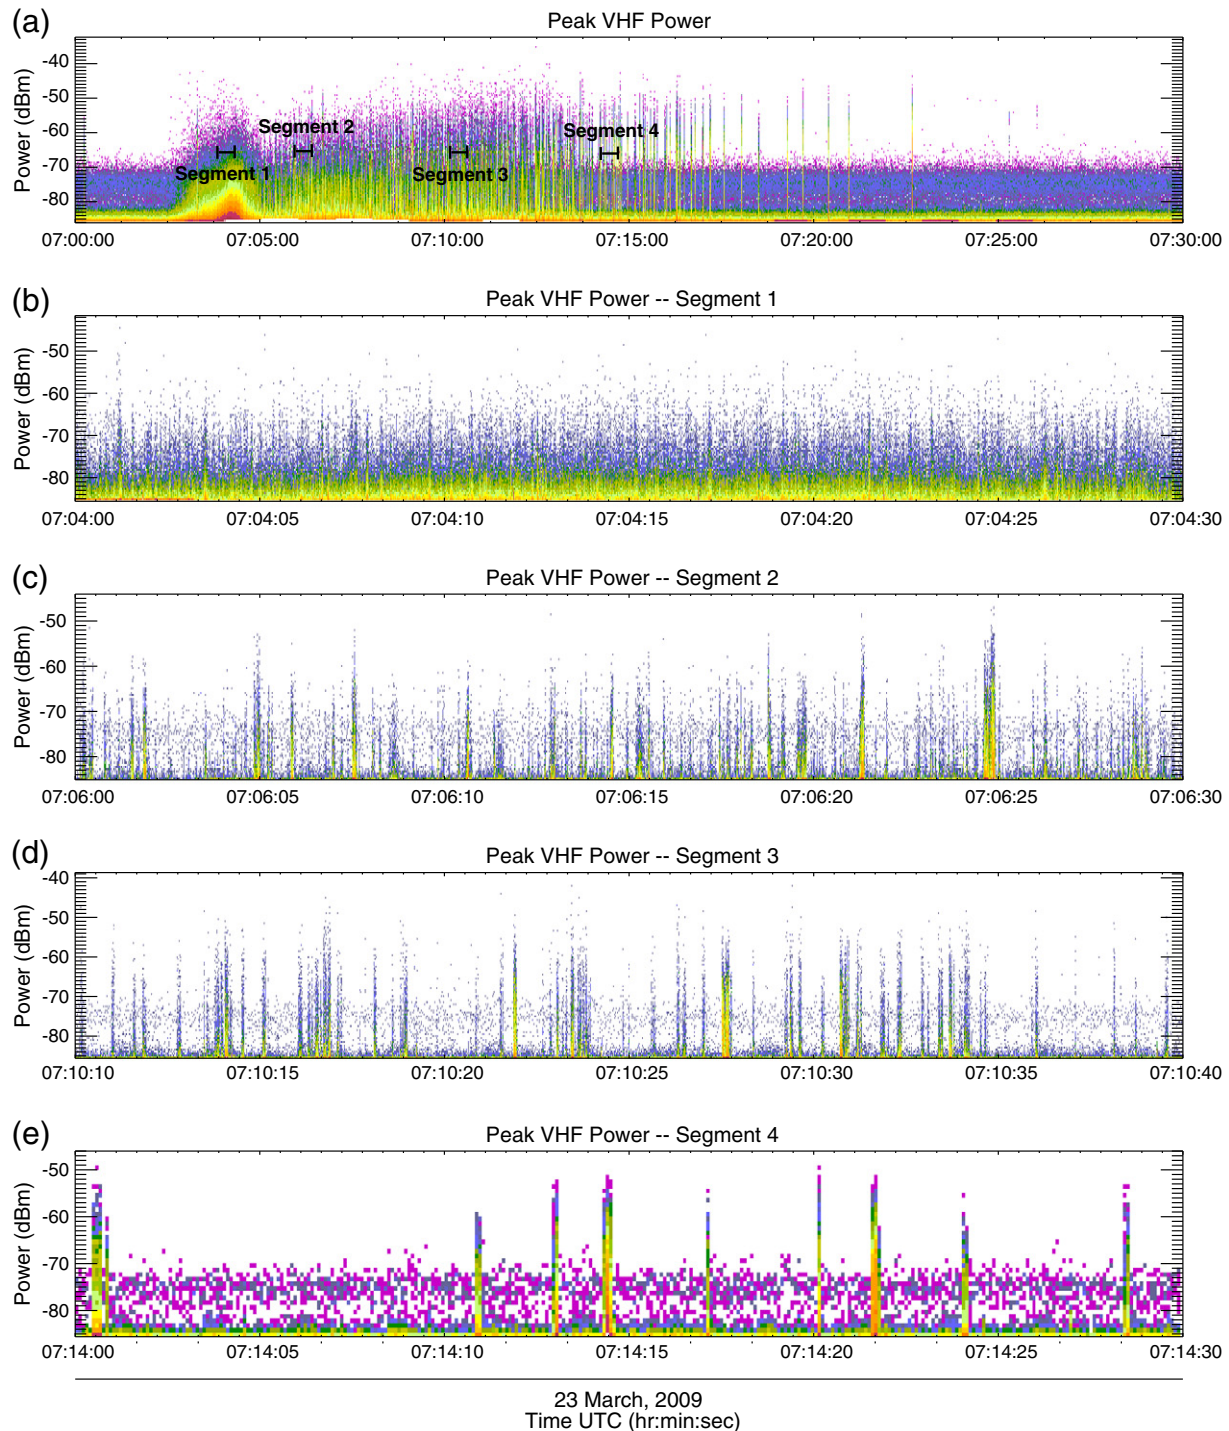 (a)
Peak VHF Power
Power (dBm)
-40
-50
-60
-70
-80
Segment 1
Segment 2
Segment 3
Segment 4
07:00:00 07:05:00 07:10:00 07:15:00 07:20:00 07:25:00 07:30:00
(b)
Peak VHF Power -- Segment 1
Power (dBm)
-50
-60
-70
-80
07:04:00 07:04:05 07:04:10 07:04:15 07:04:20 07:04:25 07:04:30
(c)
Peak VHF Power -- Segment 2
Power (dBm)
-50
-60
-70
-80
07:06:00 07:06:05 07:06:10 07:06:15 07:06:20 07:06:25 07:06:30
(d)
Peak VHF Power -- Segment 3
Power (dBm)
-40
-50
-60
-70
-80
07:10:10 07:10:15 07:10:20 07:10:25 07:10:30 07:10:35 07:10:40
(e)
Peak VHF Power -- Segment 4
Power (dBm)
-50
-60
-70
-80
07:14:00 07:14:05 07:14:10 07:14:15 07:14:20 07:14:25 07:14:30
23 March, 2009
Time UTC (hr:min:sec)